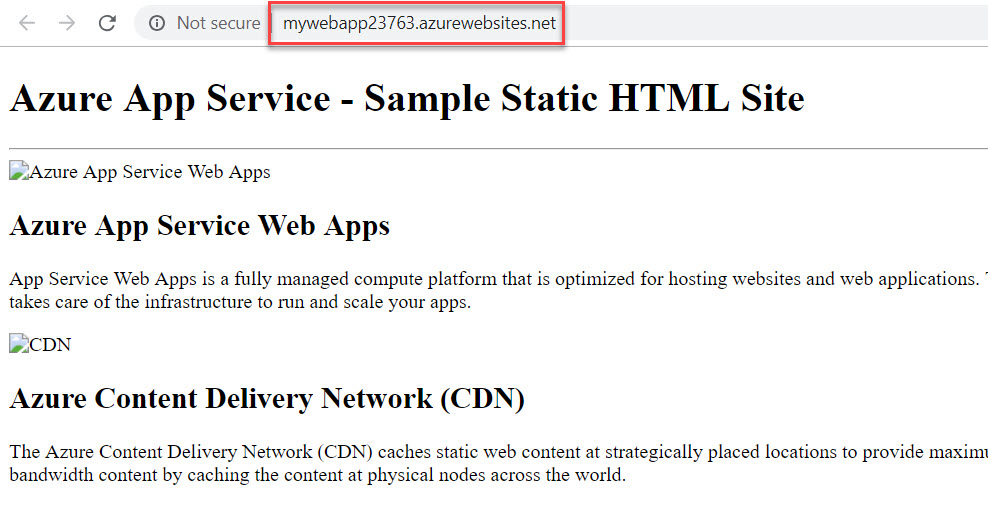 Not secure mywebapp23763.azurewebsites.net
Azure App Service - Sample Static HTML Site
Azure App Service Web Apps
Azure App Service Web Apps
App Service Web Apps is a fully managed compute platform that is optimized for hosting websites and web applications.
takes care of the infrastructure to run and scale your apps.
CDN
Azure Content Delivery Network (CDN)
The Azure Content Delivery Network (CDN) caches static web content at strategically placed locations to provide
bandwidth content by caching the content at physical nodes across the world.